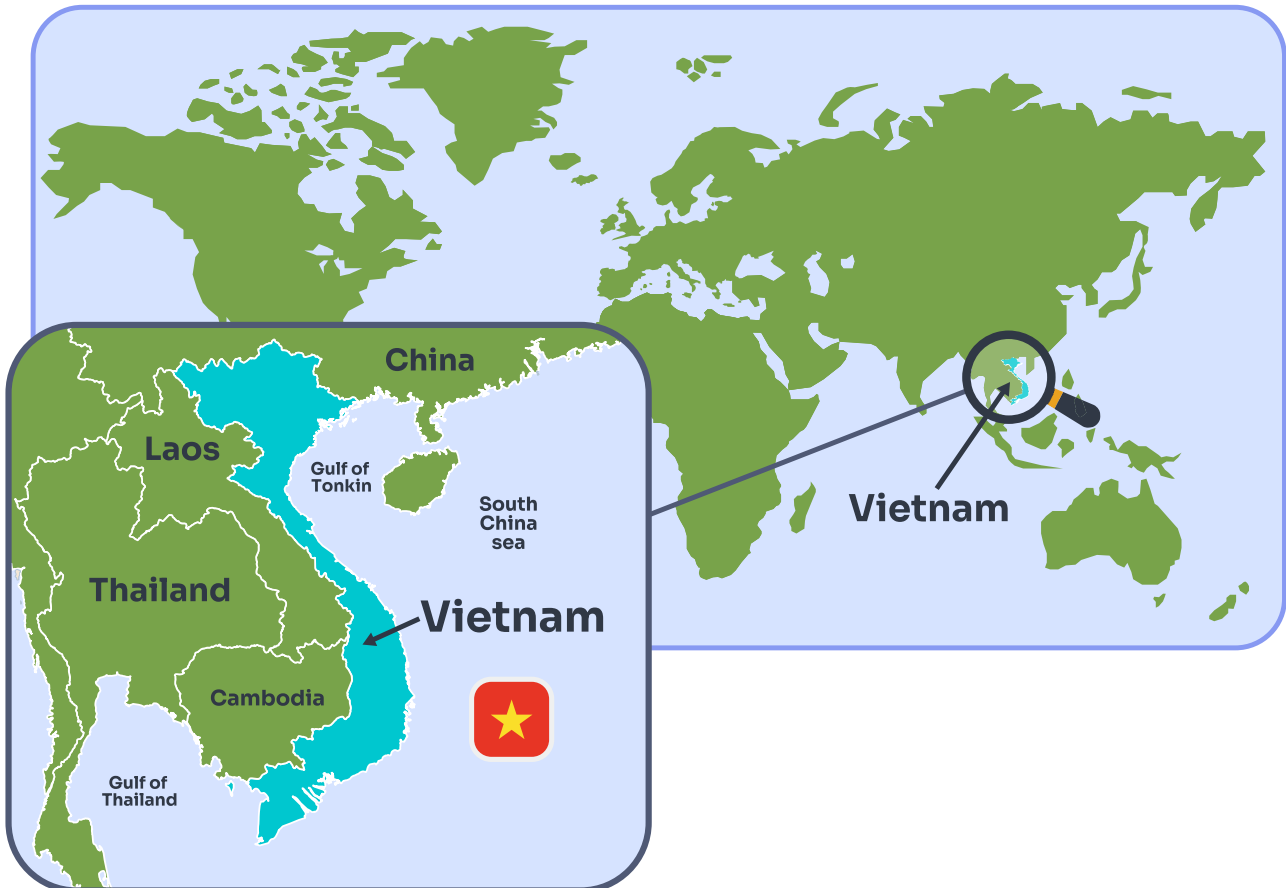 China
Laos
Gulf of
Tonkin
South
China
sea
Vietnam
Thailand
Vietnam
Cambodia
Gulf of
Thailand